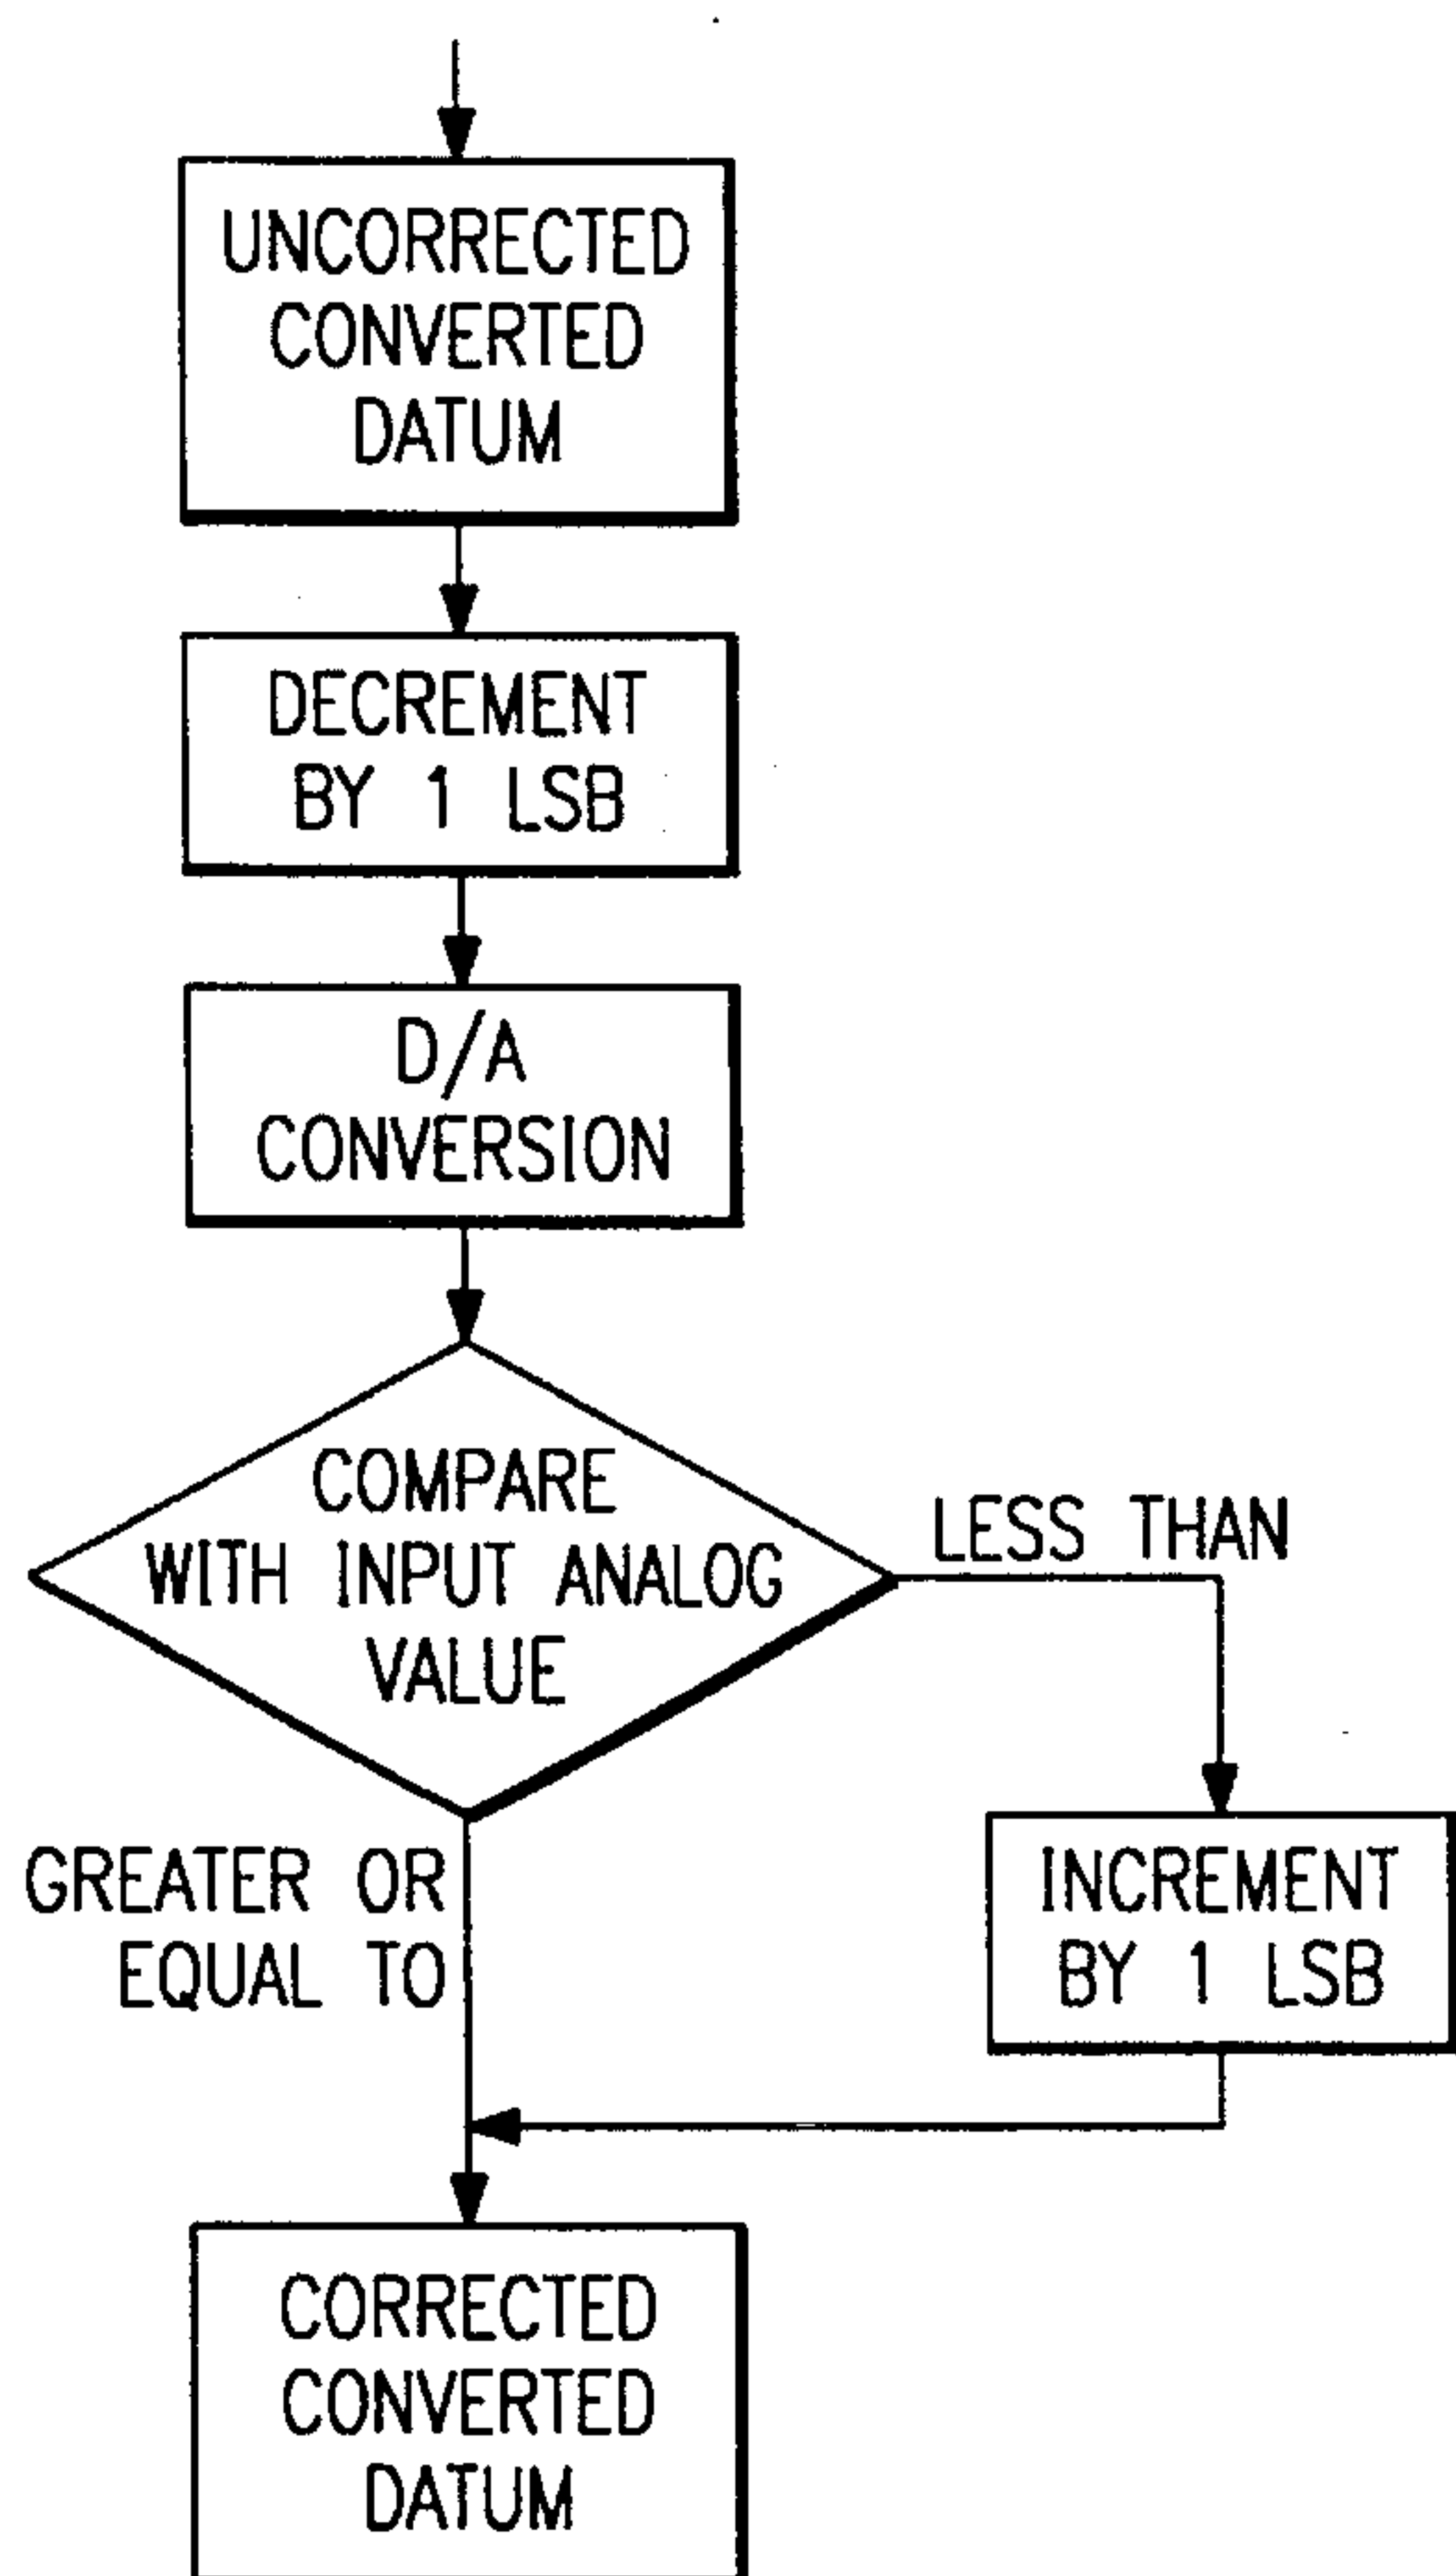 UNCORRECTED
CONVERTED
DATUM
DECREMENT
BY 1 LSB
D/A
CONVERSION
COMPARE
WITH INPUT ANALOG
VALUE
LESS THAN
GREATER OR
EQUAL TO
INCREMENT
BY 1 LSB
CORRECTED
CONVERTED
DATUM